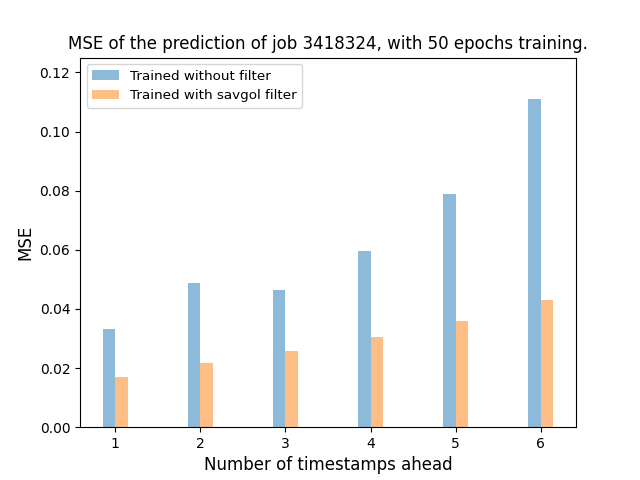 MSE of the prediction of job 3418324, with 50 epochs training.
Trained without filter
Trained with savgol filter
0.12
0.10
0.08
0.06
0.04
0.02
0.00
MSE
1 2 3 4 5 6
Number of timestamps ahead